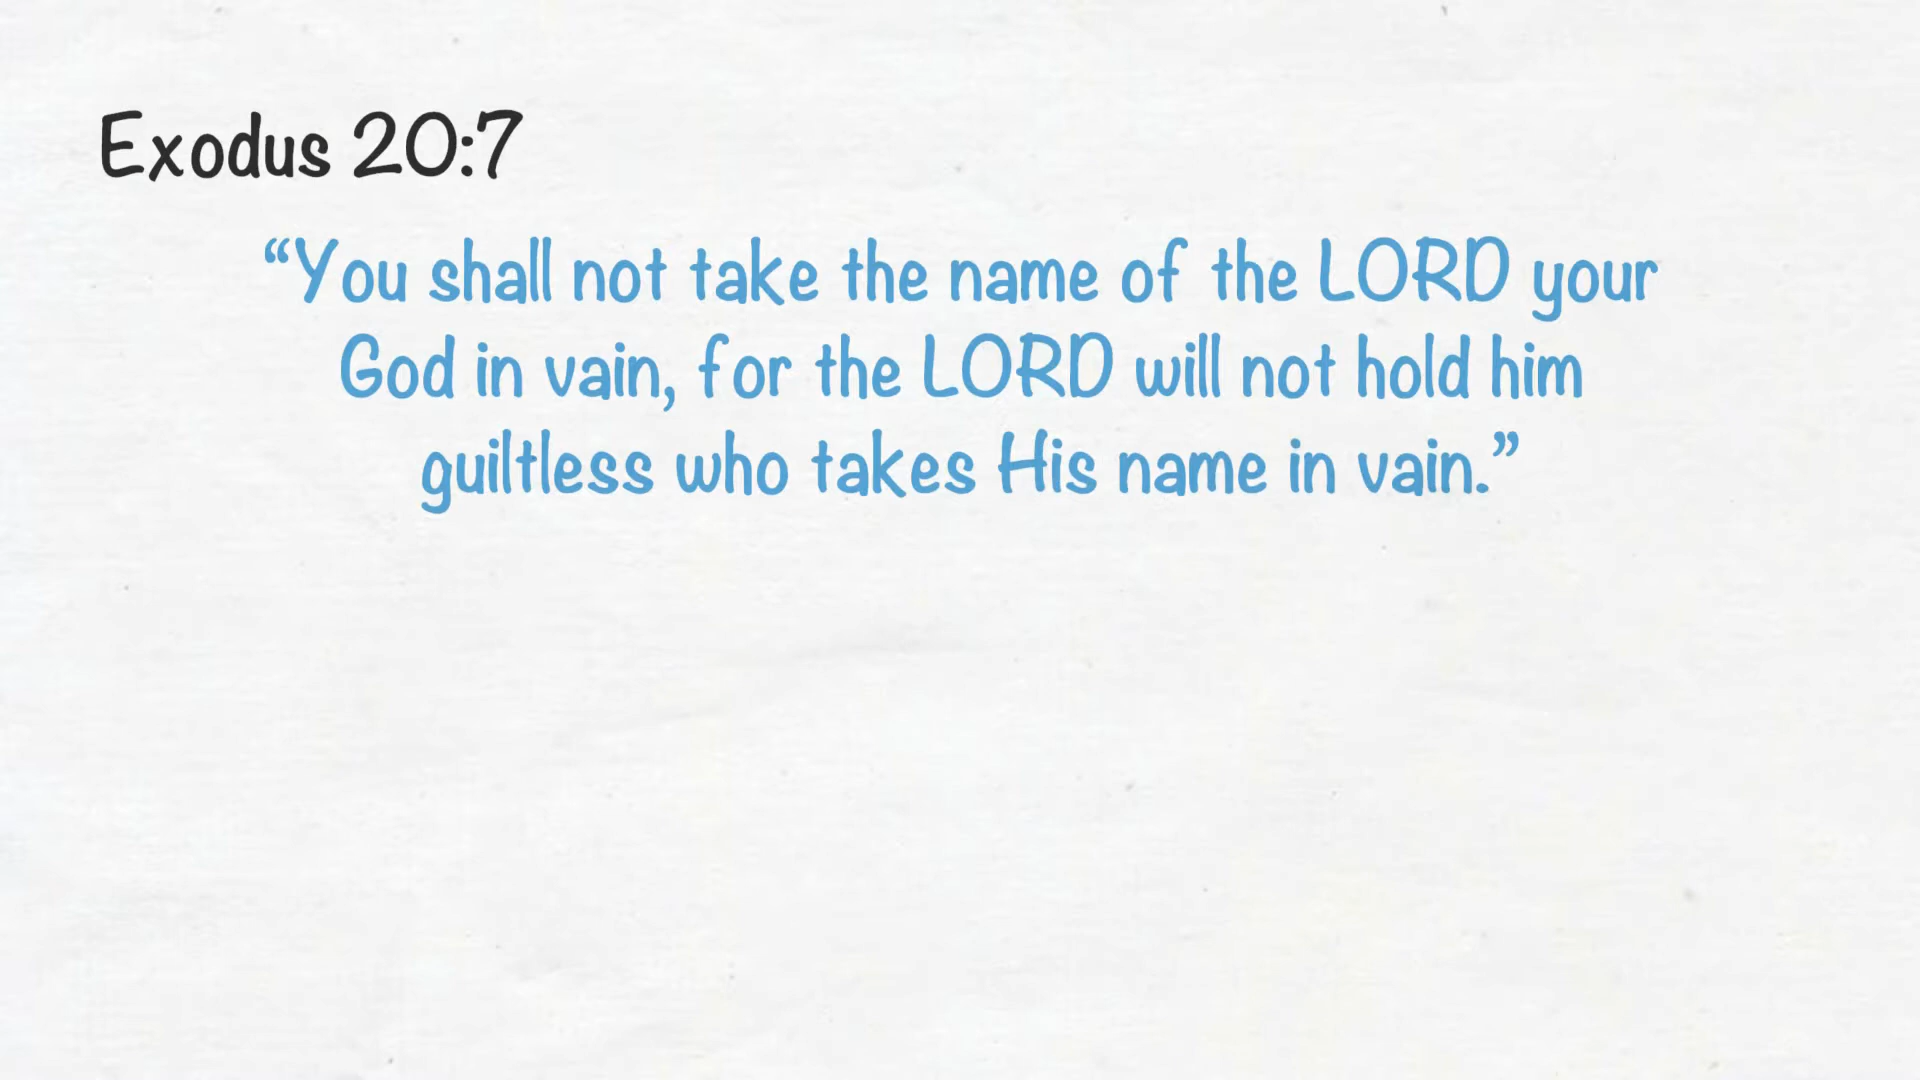 Exodus 20:7
“You shall not take the name of the LORD your
God in vain, for the LORD will not hold him
guiltless who takes His name in vain.”